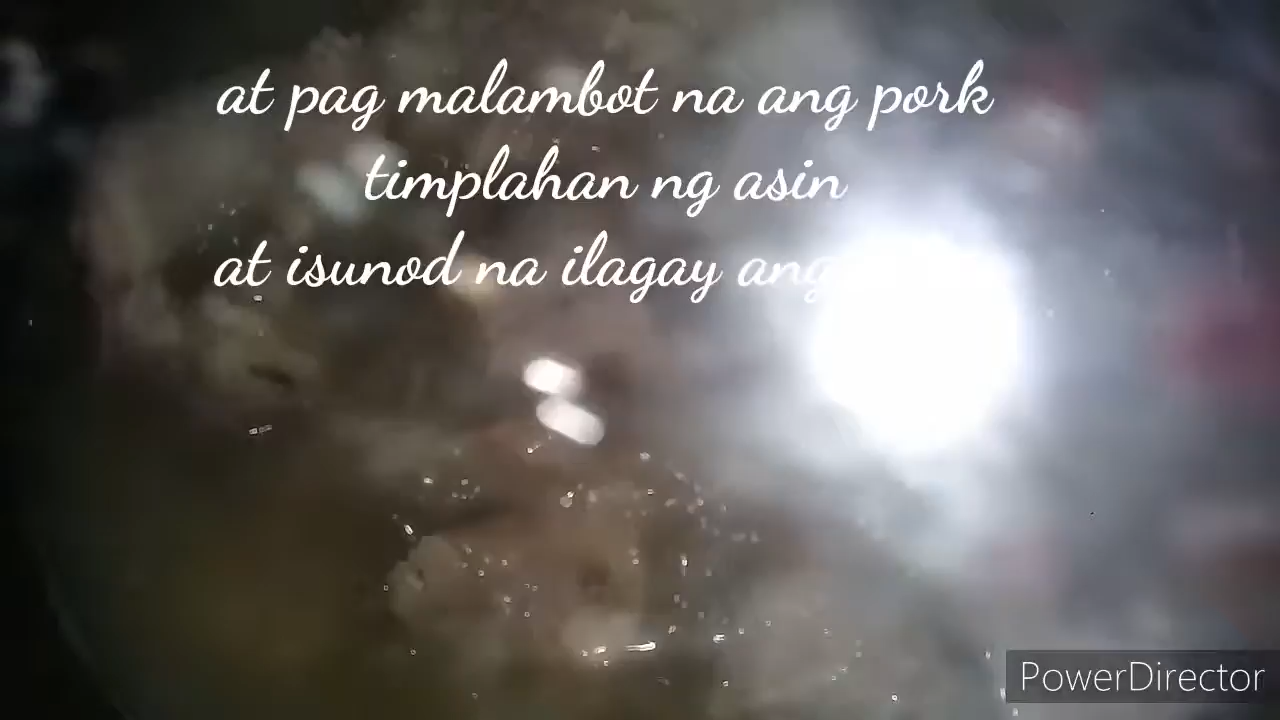 at pag malambot na ang pork
timplahan ng asin
at isunod na ilagay ang
PowerDirector